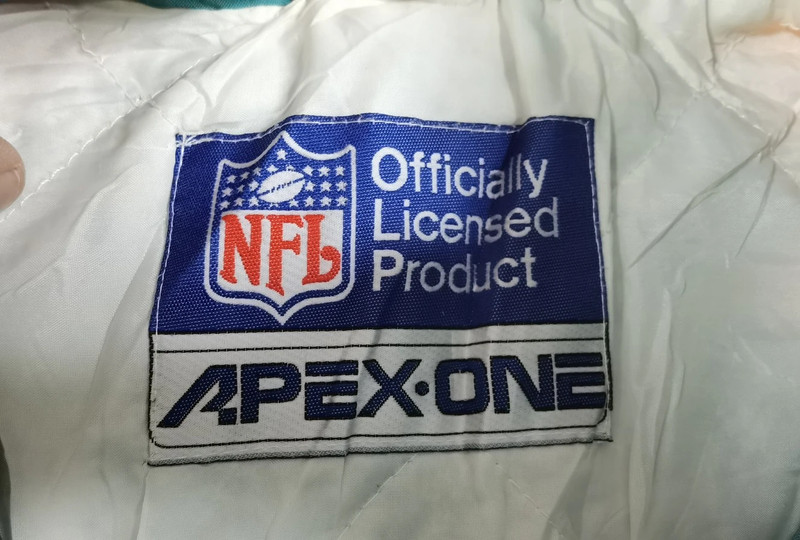 NFL
Officially
Licensed
Product
APEX·ONE